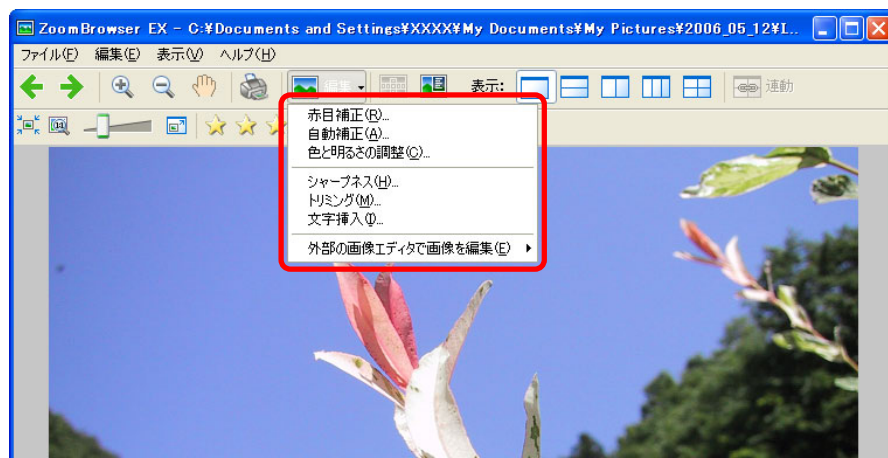 ZoomBrowser EX - C:¥Documents and Settings¥XXXX¥My Documents¥My Pictures¥2006_05_12¥I...
ファイル(F) 編集(E) 表示(V) ヘルプ(H)
編集 表示: 連動
赤目補正(R)...
自動補正(A)...
色と明るさの調整(C)...
シャープネス(H)...
トリミング(M)...
文字挿入(I)...
外部の画像エディタで画像を編集(E)